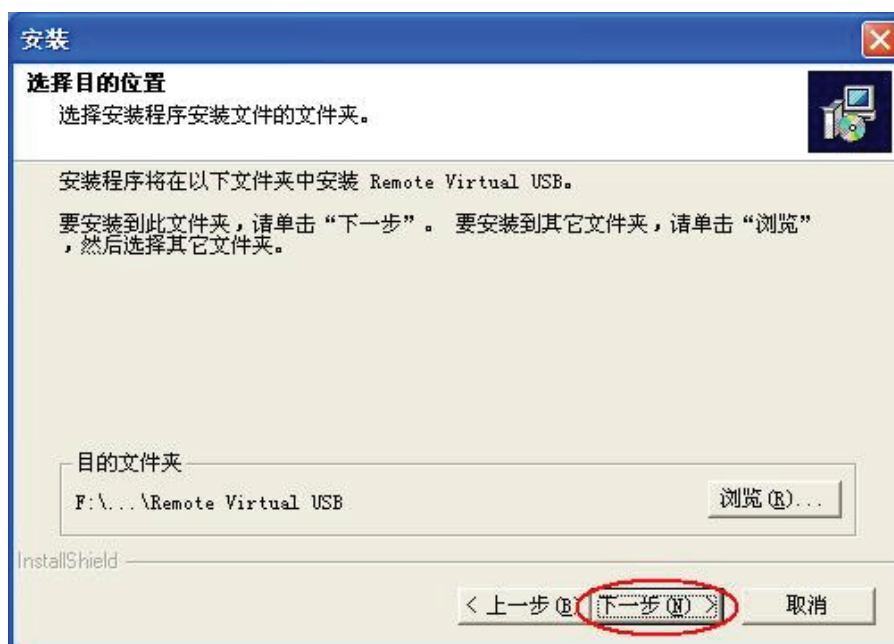 安装
选择目的位置
选择安装程序安装文件的文件夹。
安装程序将在以下文件夹中安装 Remote Virtual USB。
要安装到此文件夹，请单击“下一步”。 要安装到其它文件夹，请单击“浏览”
，然后选择其它文件夹。
目的文件夹
F:\...\Remote Virtual USB
浏览(R)...
InstallShield
< 上一步(B)
下一步(N) >
取消